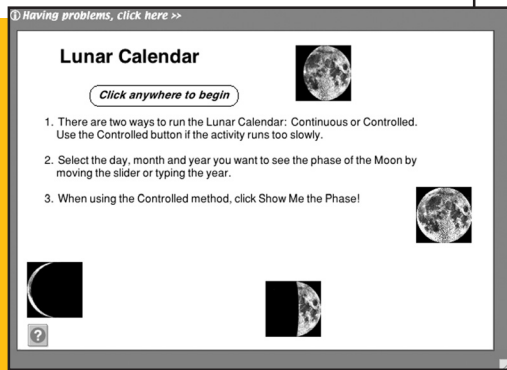 Having problems, click here >>
Lunar Calendar
Click anywhere to begin
1. There are two ways to run the Lunar Calendar: Continuous or Controlled.
Use the Controlled button if the activity runs too slowly.
2. Select the day, month and year you want to see the phase of the Moon by
moving the slider or typing the year.
3. When using the Controlled method, click Show Me the Phase!
?